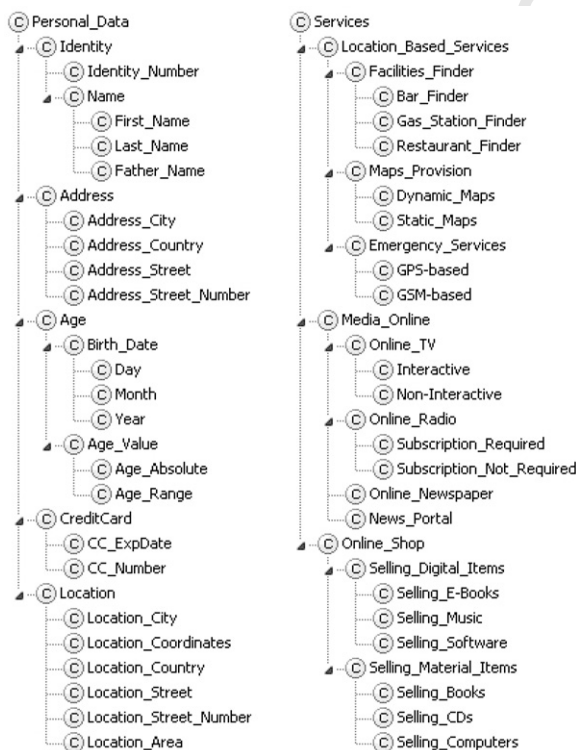 Personal_Data
Identity
Identity_Number
Name
First_Name
Last_Name
Father_Name
Address
Address_City
Address_Country
Address_Street
Address_Street_Number
Age
Birth_Date
Day
Month
Year
Age_Value
Age_Absolute
Age_Range
CreditCard
CC_ExpDate
CC_Number
Location
Location_City
Location_Coordinates
Location_Country
Location_Street
Location_Street_Number
Location_Area
Services
Location_Based_Services
Facilities_Finder
Bar_Finder
Gas_Station_Finder
Restaurant_Finder
Maps_Provision
Dynamic_Maps
Static_Maps
Emergency_Services
GPS-based
GSM-based
Media_Online
Online_TV
Interactive
Non-Interactive
Online_Radio
Subscription_Required
Subscription_Not_Required
Online_Newspaper
News_Portal
Online_Shop
Selling_Digital_Items
Selling_E-Books
Selling_Music
Selling_Software
Selling_Material_Items
Selling_Books
Selling_CDs
Selling_Computers